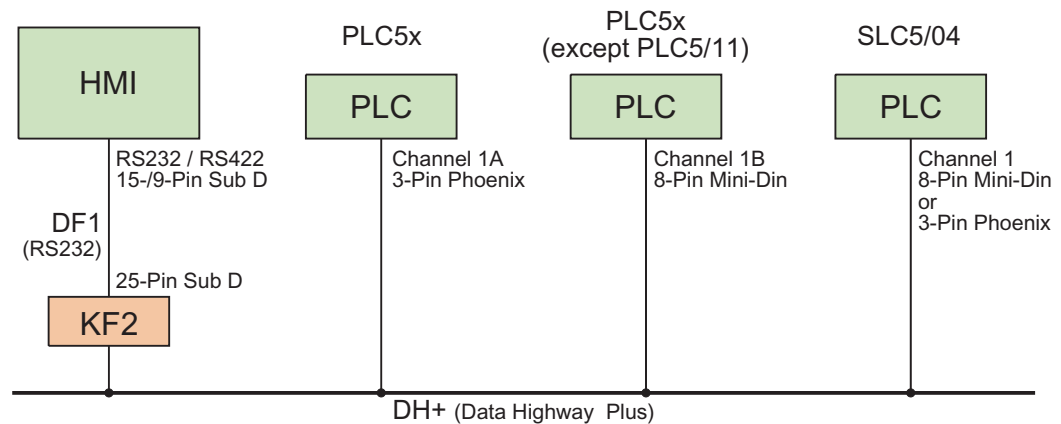 HMI
RS232 / RS422
15-/9-Pin Sub D
DF1
(RS232)
25-Pin Sub D
KF2
PLC5x
PLC
Channel 1A
3-Pin Phoenix
PLC5x
(except PLC5/11)
PLC
Channel 1B
8-Pin Mini-Din
SLC5/04
PLC
Channel 1
8-Pin Mini-Din
or
3-Pin Phoenix
DH+ (Data Highway Plus)